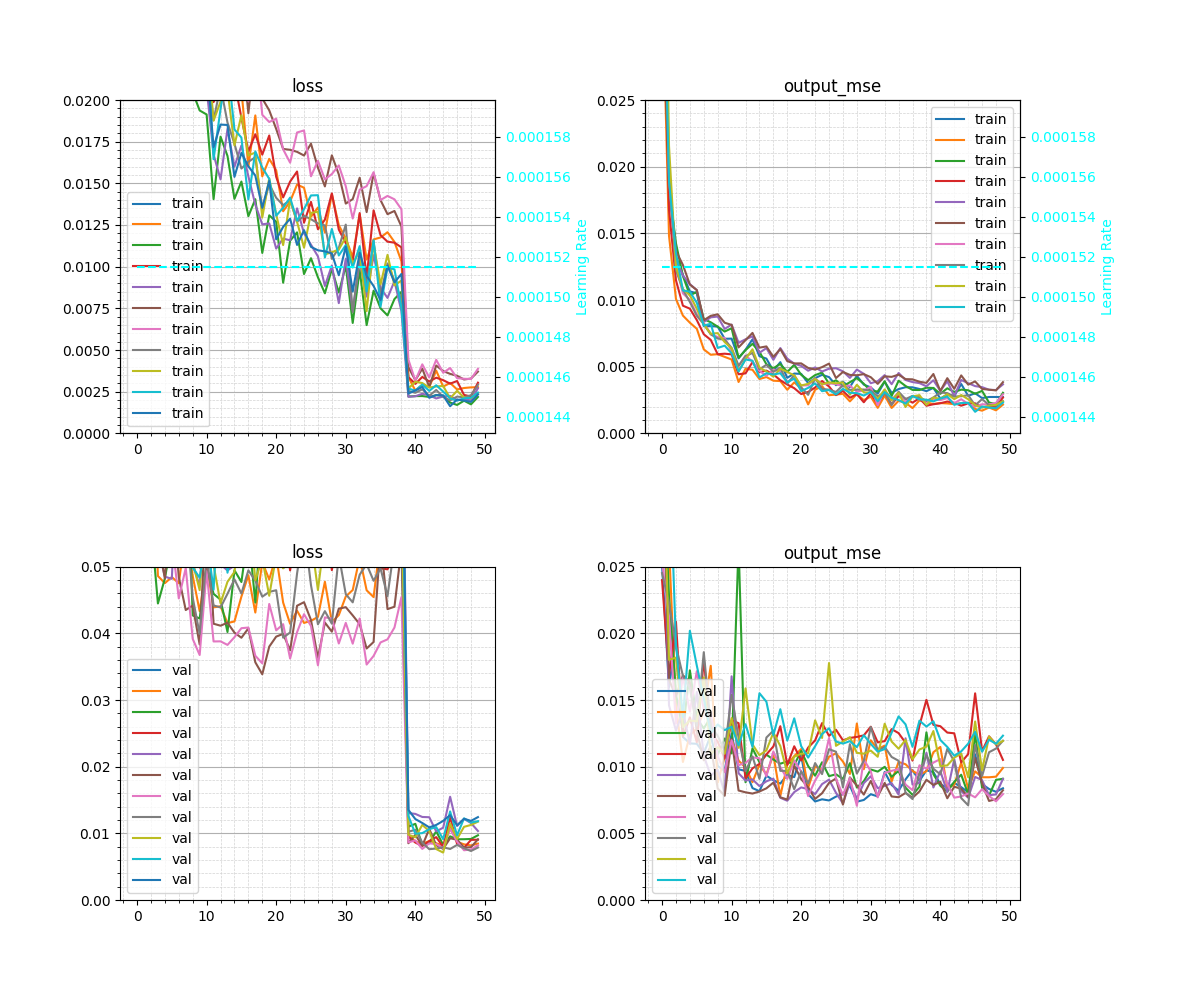 loss
0.0200
0.0175
0.0150
0.0125
0.0100
0.0075
0.0050
0.0025
0.0000
train
train
train
train
train
train
train
train
train
train
train
0 10 20 30 40 50
0.000158
0.000156
0.000154
0.000152
0.000150
0.000148
0.000146
0.000144
Learning Rate
output_mse
0.025
0.020
0.015
0.010
0.005
0.000
train
train
train
train
train
train
train
train
train
train
0 10 20 30 40 50
0.000158
0.000156
0.000154
0.000152
0.000150
0.000148
0.000146
0.000144
Learning Rate
loss
0.05
0.04
0.03
0.02
0.01
0.00
val
val
val
val
val
val
val
val
val
val
val
0 10 20 30 40 50
output_mse
0.025
0.020
0.015
0.010
0.005
0.000
val
val
val
val
val
val
val
val
val
val
0 10 20 30 40 50